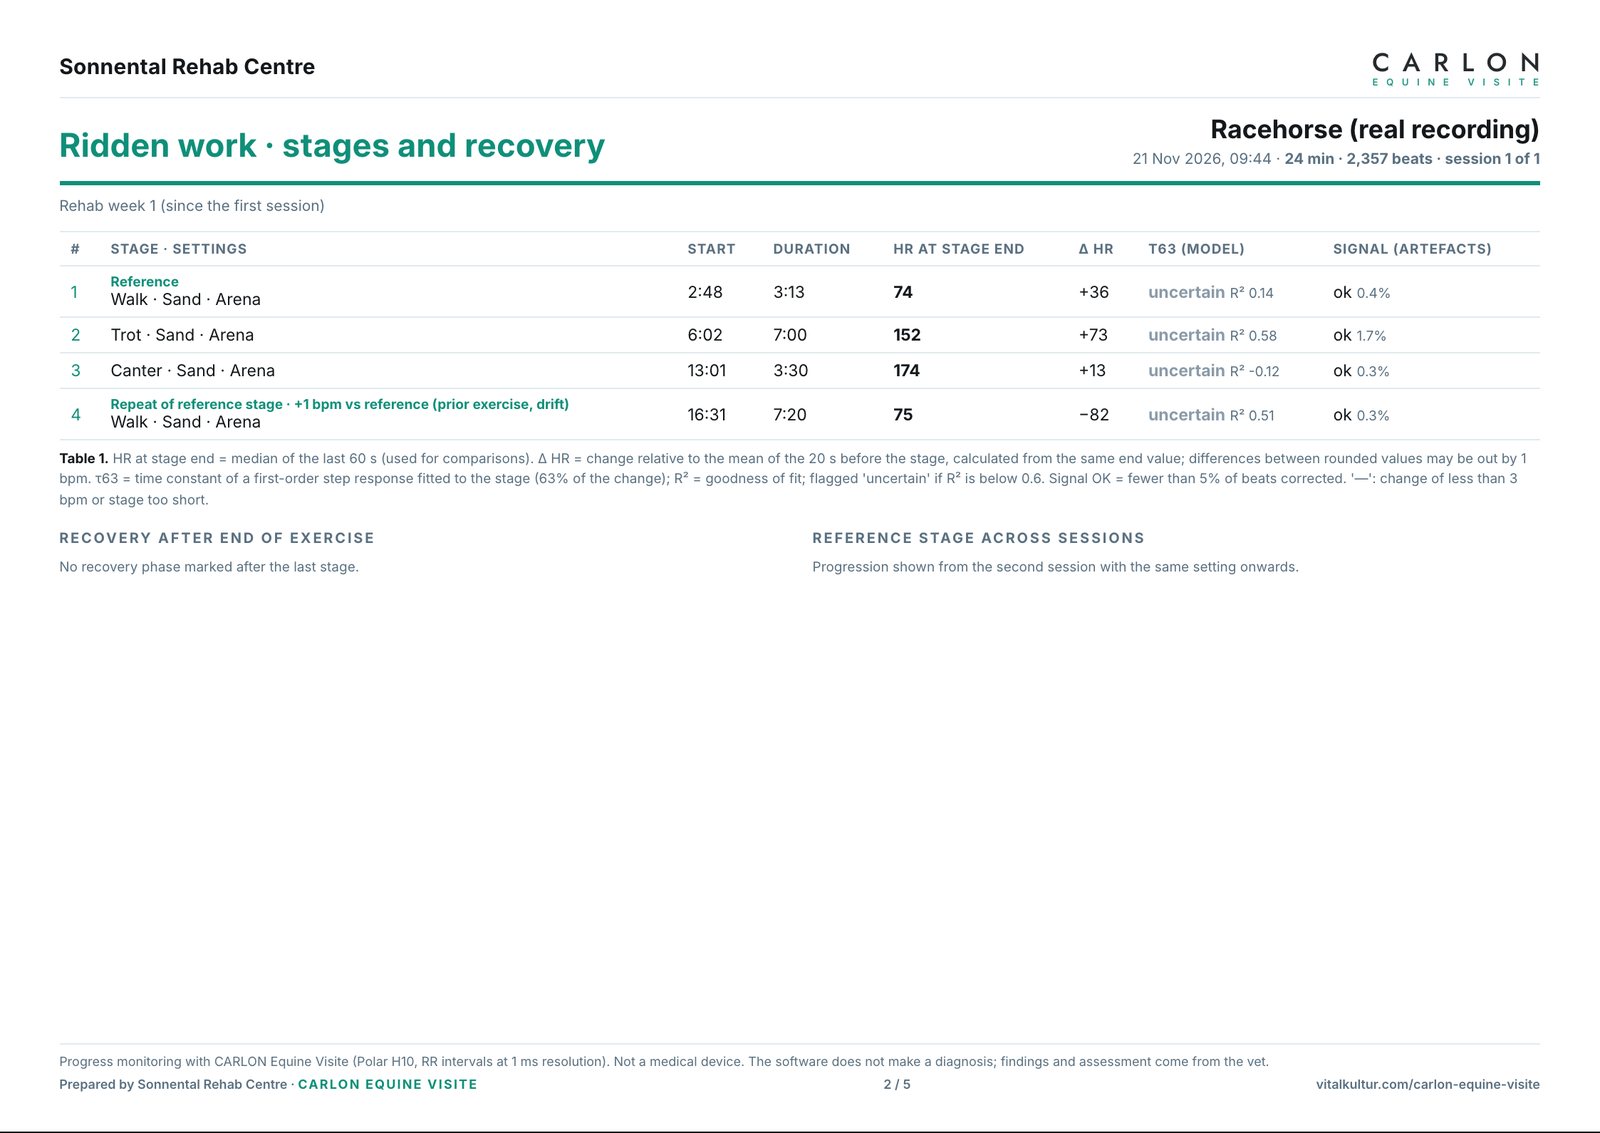 Sonnental Rehab Centre
CARLON
EQUINE VISITE
Ridden work · stages and recovery
Racehorse (real recording)
21 Nov 2026, 09:44 · 24 min · 2,357 beats · session 1 of 1
Rehab week 1 (since the first session)
# STAGE · SETTINGS START DURATION HR AT STAGE END Δ HR T63 (MODEL) SIGNAL (ARTEFACTS)
Reference
1 Walk · Sand · Arena 2:48 3:13 74 +36 uncertain R² 0.14 ok 0.4%
2 Trot · Sand · Arena 6:02 7:00 152 +73 uncertain R² 0.58 ok 1.7%
3 Canter · Sand · Arena 13:01 3:30 174 +13 uncertain R² -0.12 ok 0.3%
Repeat of reference stage · +1 bpm vs reference (prior exercise, drift)
4 Walk · Sand · Arena 16:31 7:20 75 −82 uncertain R² 0.51 ok 0.3%
Table 1. HR at stage end = median of the last 60 s (used for comparisons). Δ HR = change relative to the mean of the 20 s before the stage, calculated from the same end value; differences between rounded values may be out by 1
bpm. τ63 = time constant of a first-order step response fitted to the stage (63% of the change); R² = goodness of fit; flagged 'uncertain' if R² is below 0.6. Signal OK = fewer than 5% of beats corrected. '—': change of less than 3
bpm or stage too short.
RECOVERY AFTER END OF EXERCISE
No recovery phase marked after the last stage.
REFERENCE STAGE ACROSS SESSIONS
Progression shown from the second session with the same setting onwards.
Progress monitoring with CARLON Equine Visite (Polar H10, RR intervals at 1 ms resolution). Not a medical device. The software does not make a diagnosis; findings and assessment come from the vet.
Prepared by Sonnental Rehab Centre · CARLON EQUINE VISITE 2 / 5 vitalkultur.com/carlon-equine-visite